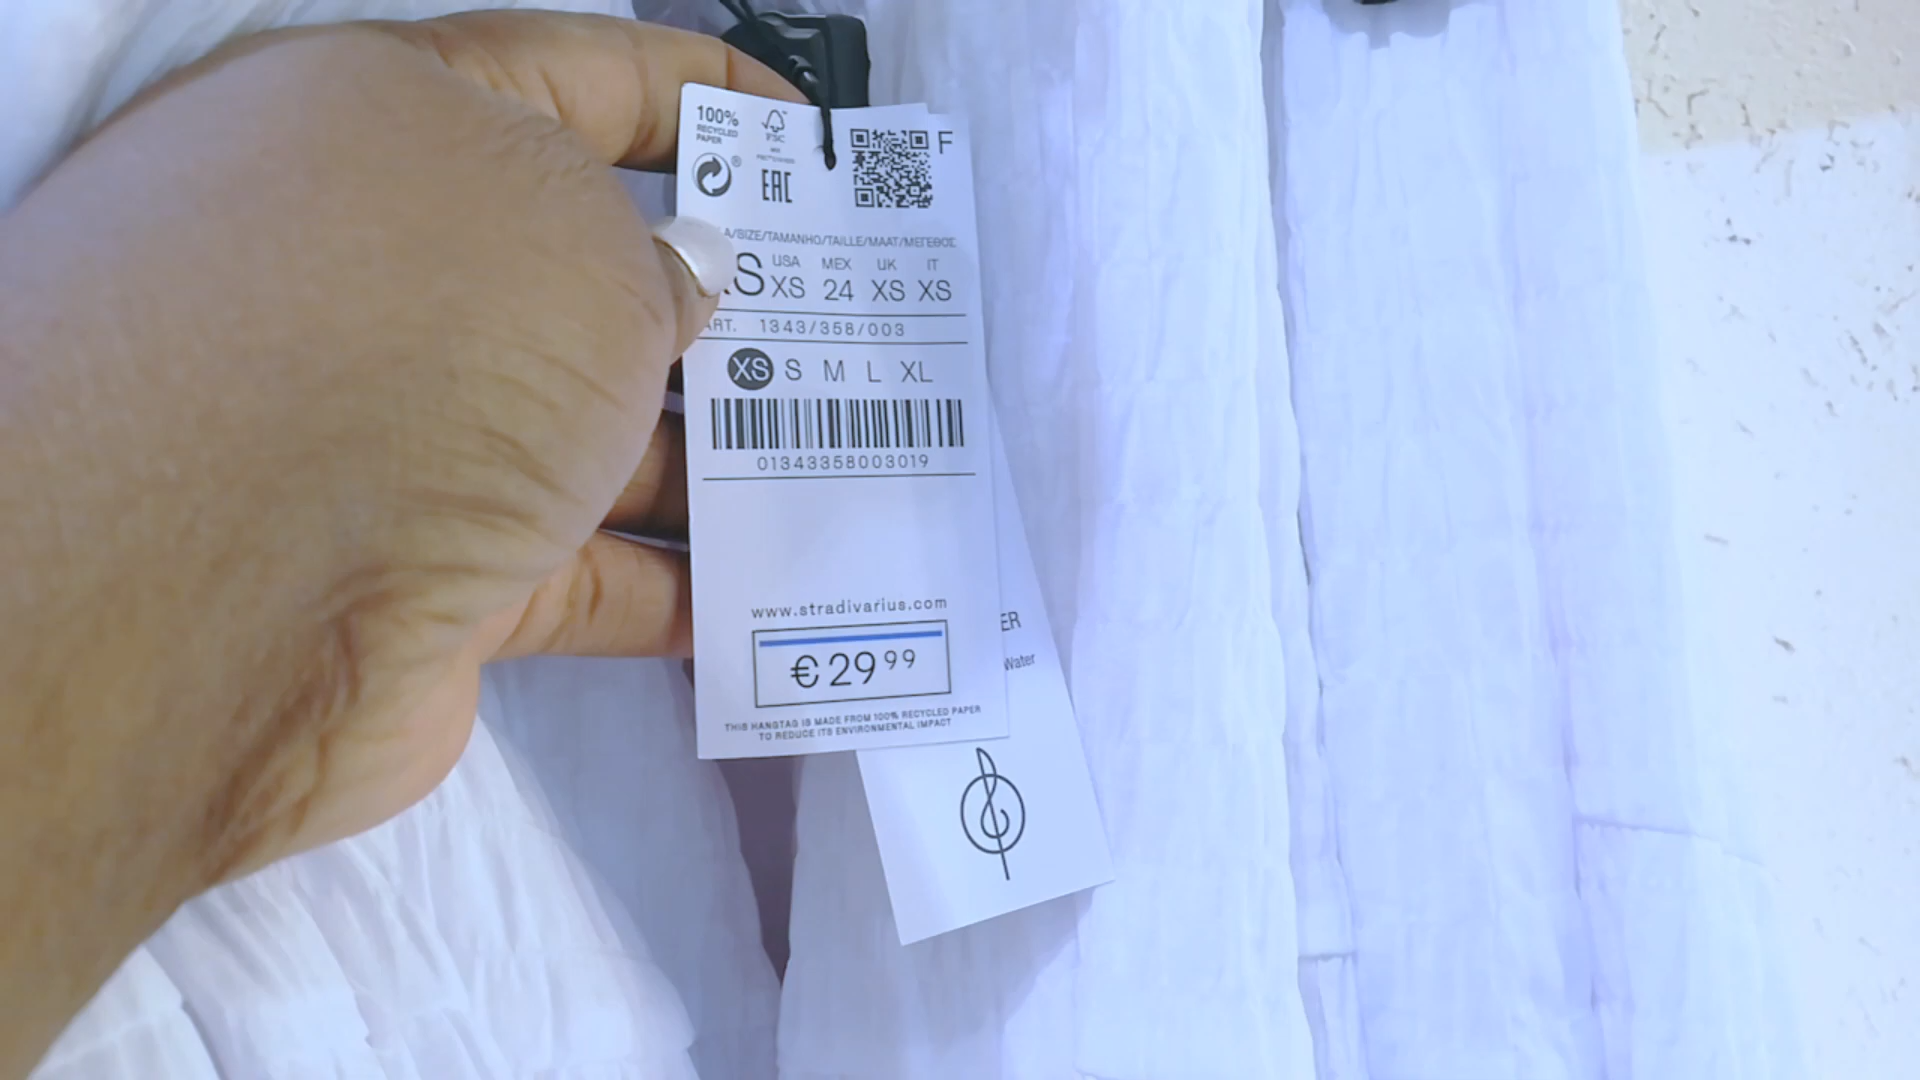 100%
RECYCLED
PAPER
FSC
®
EAC
F
A/SIZE/TAMANHO/TAILLE/MAAT/ΜΕΓΕΘΟΣ
USA MEX UK IT
XS XS 24 XS XS
ART. 1343/358/003
XS S M L XL
01343358003019
www.stradivarius.com
€ 29 99
THIS HANGTAG IS MADE FROM 100% RECYCLED PAPER
TO REDUCE ITS ENVIRONMENTAL IMPACT
ER
Water